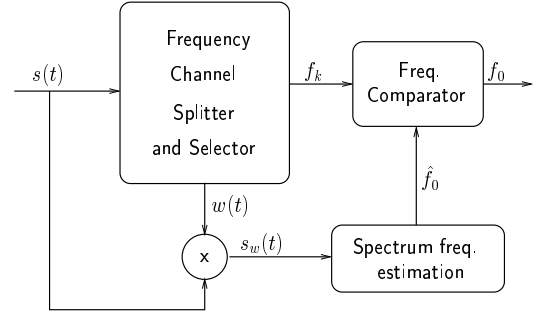 s(t)
Frequency
Channel
Splitter
and Selector
f_k
Freq.
Comparator
f_0
w(t)
f̂_0
x
s_w(t)
Spectrum freq.
estimation